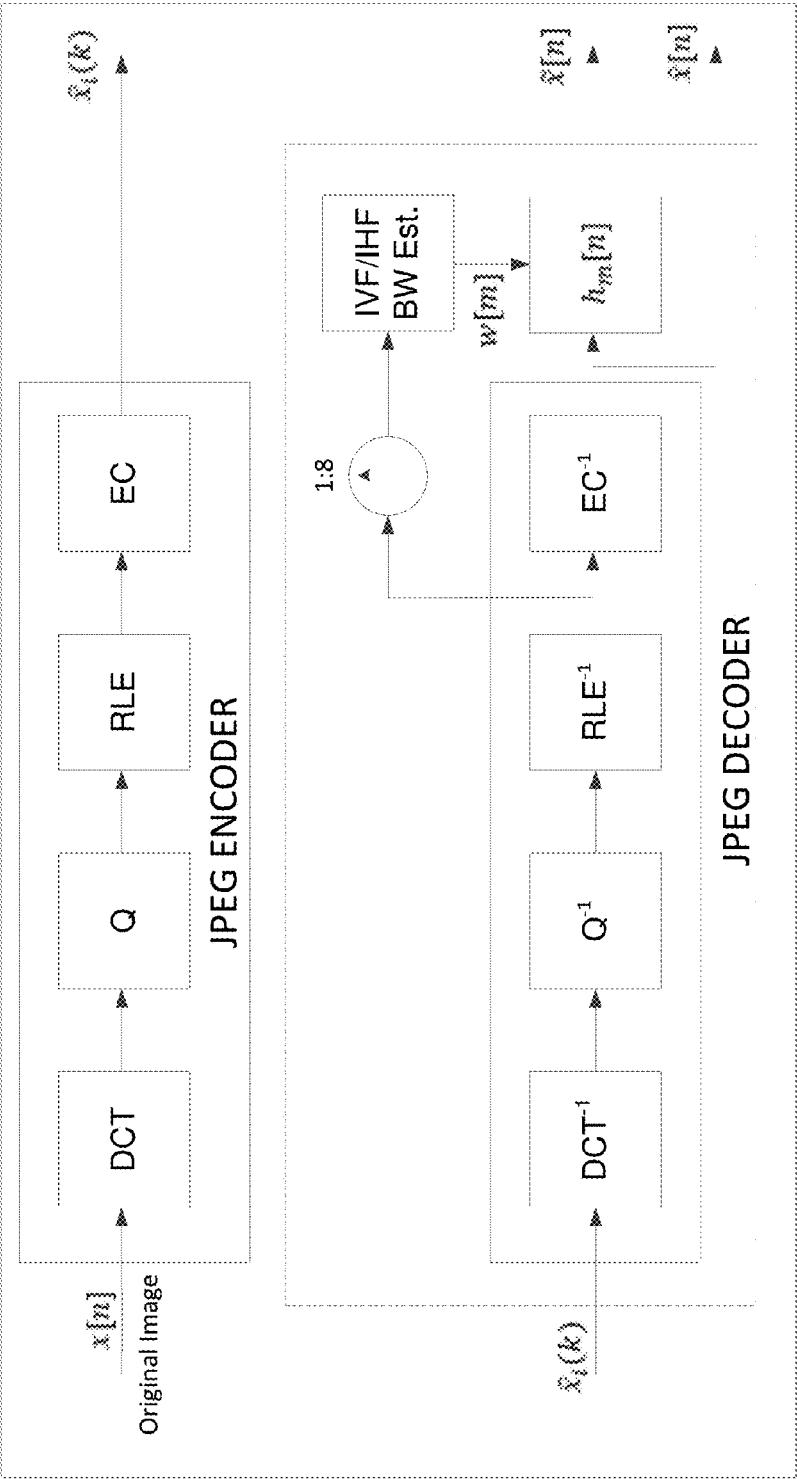 x[n]
Original Image
DCT
Q
RLE
EC
x̂ᵢ(k)
JPEG ENCODER
1:8
IVF/IHF
BW Est.
w[m]
x̂ᵢ(k)
DCT⁻¹
Q⁻¹
RLE⁻¹
EC⁻¹
hₘ[n]
x̃[n]
x̂[n]
JPEG DECODER